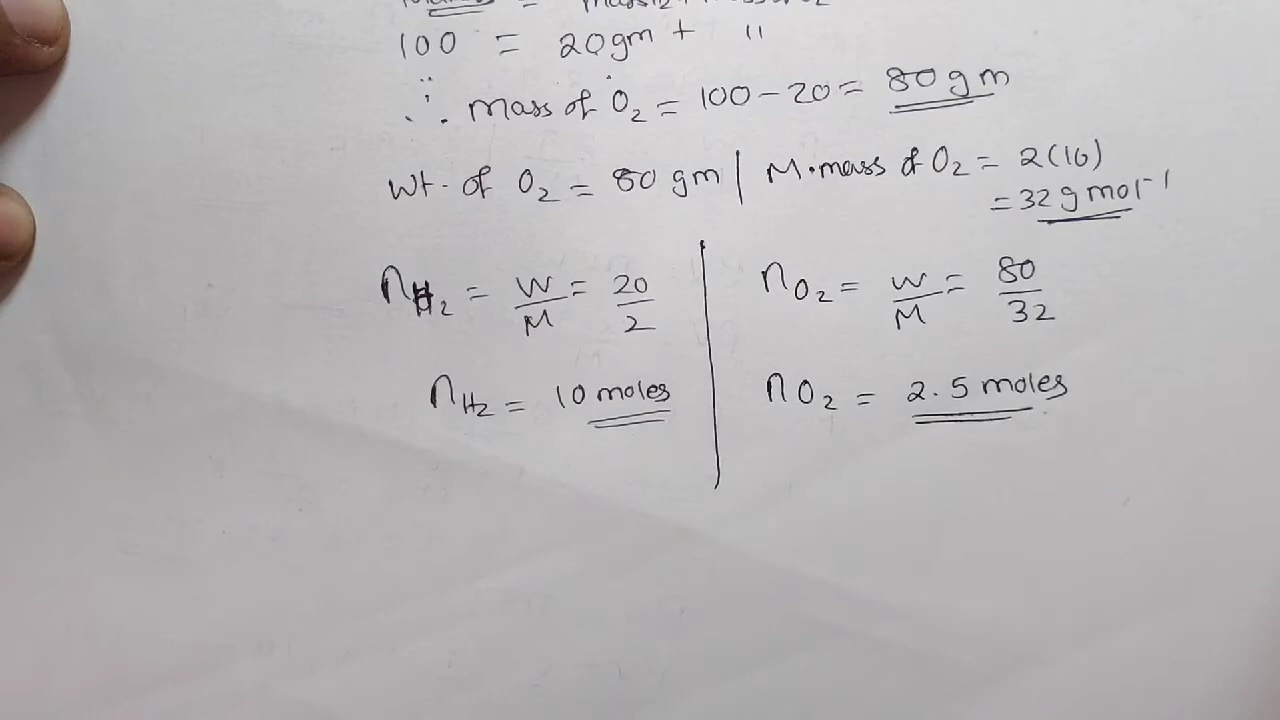 100 = 20gm + "
∴ mass of O2 = 100 - 20 = 80gm
Wt. of O2 = 80 gm | M.mass of O2 = 2(16)
= 32 g mol-1
nH2 = W/M = 20/2
nO2 = W/M = 80/32
nH2 = 10 moles
nO2 = 2.5 moles